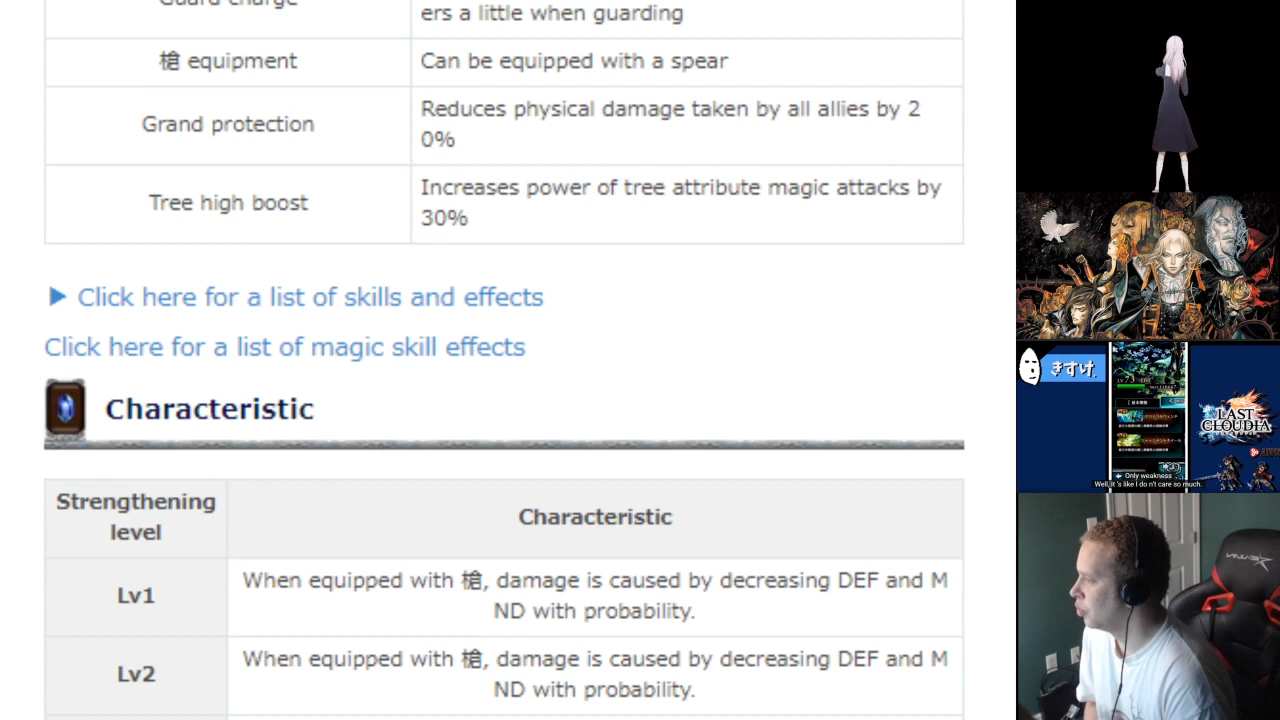 Guard charge
ers a little when guarding
槍 equipment
Can be equipped with a spear
Grand protection
Reduces physical damage taken by all allies by 2
0%
Tree high boost
Increases power of tree attribute magic attacks by
30%
Click here for a list of skills and effects
Click here for a list of magic skill effects
Characteristic
Strengthening
level
Characteristic
Lv1
When equipped with 槍, damage is caused by decreasing DEF and M
ND with probability.
Lv2
When equipped with 槍, damage is caused by decreasing DEF and M
ND with probability.
きすけ
LAST
CLOUDIA
Only weakness
Well, it 's like I do n't care so much.